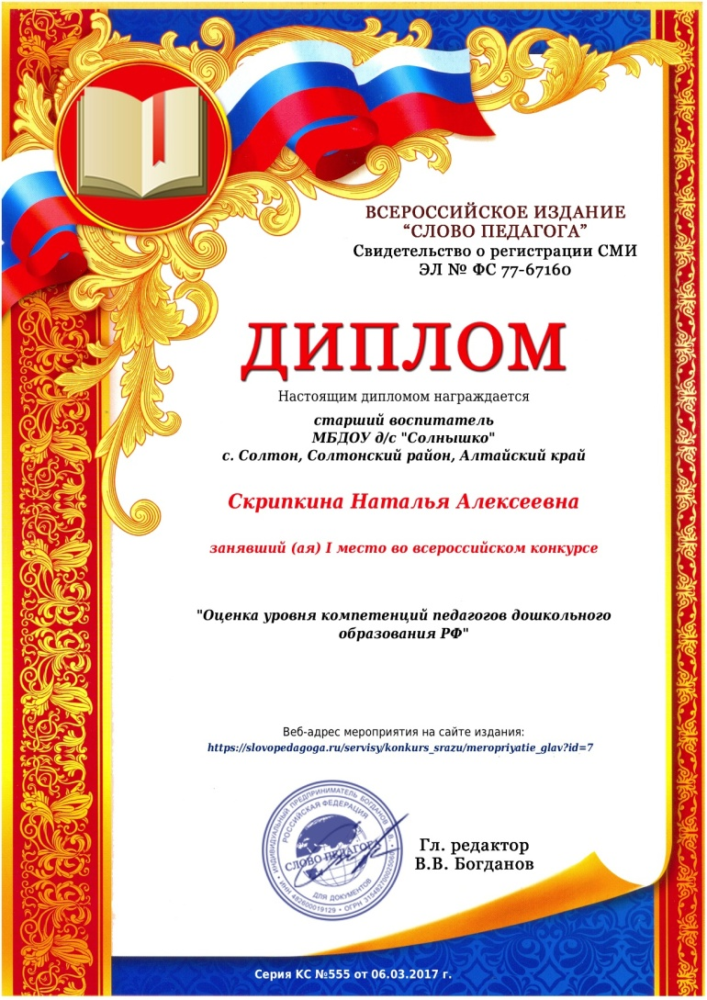 ВСЕРОССИЙСКОЕ ИЗДАНИЕ
“СЛОВО ПЕДАГОГА”
Свидетельство о регистрации СМИ
ЭЛ № ФС 77-67160
ДИПЛОМ
Настоящим дипломом награждается
старший воспитатель
МБДОУ д/с "Солнышко"
с. Солтон, Солтонский район, Алтайский край
Скрипкина Наталья Алексеевна
занявший (ая) I место во всероссийском конкурсе
"Оценка уровня компетенций педагогов дошкольного
образования РФ"
Веб-адрес мероприятия на сайте издания:
https://slovopedagoga.ru/servisy/konkurs_srazu/meropriyatie_glav?id=7
ИНДИВИДУАЛЬНЫЙ ПРЕДПРИНИМАТЕЛЬ БОГДАНОВ
РОССИЙСКАЯ ФЕДЕРАЦИЯ
СЛОВО ПЕДАГОГА
ДЛЯ ДОКУМЕНТОВ
ИНН 482600019129 • ОГРН
Гл. редактор
В.В. Богданов
Серия КС №555 от 06.03.2017 г.